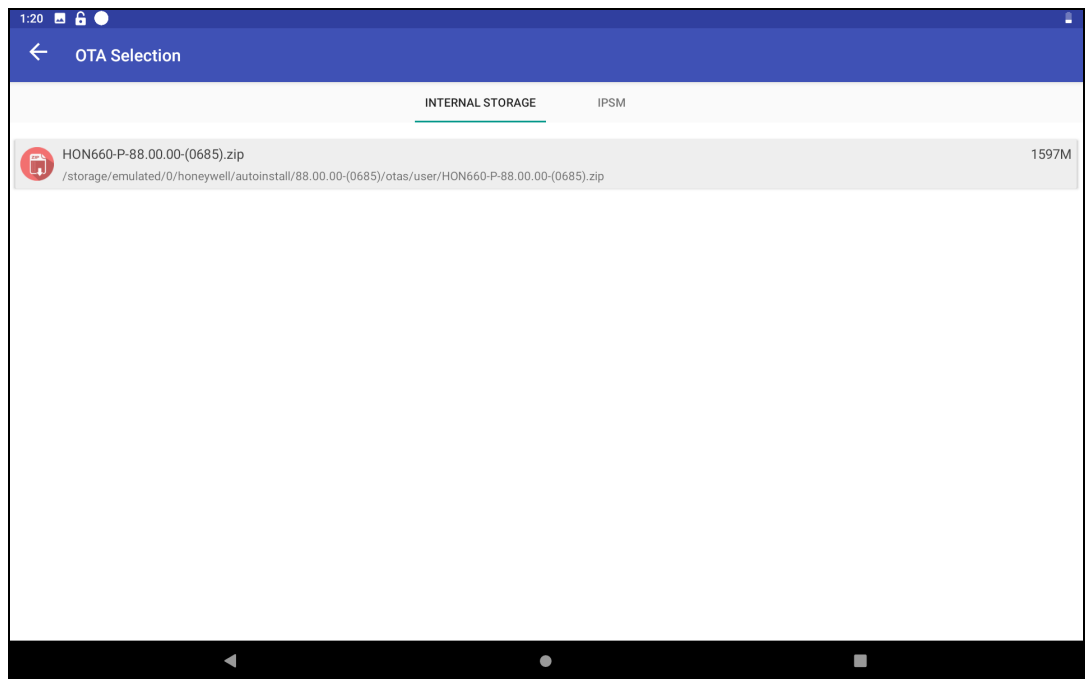 1:20
OTA Selection
INTERNAL STORAGE IPSM
HON660-P-88.00.00-(0685).zip 1597M
/storage/emulated/0/honeywell/autoinstall/88.00.00-(0685)/otas/user/HON660-P-88.00.00-(0685).zip